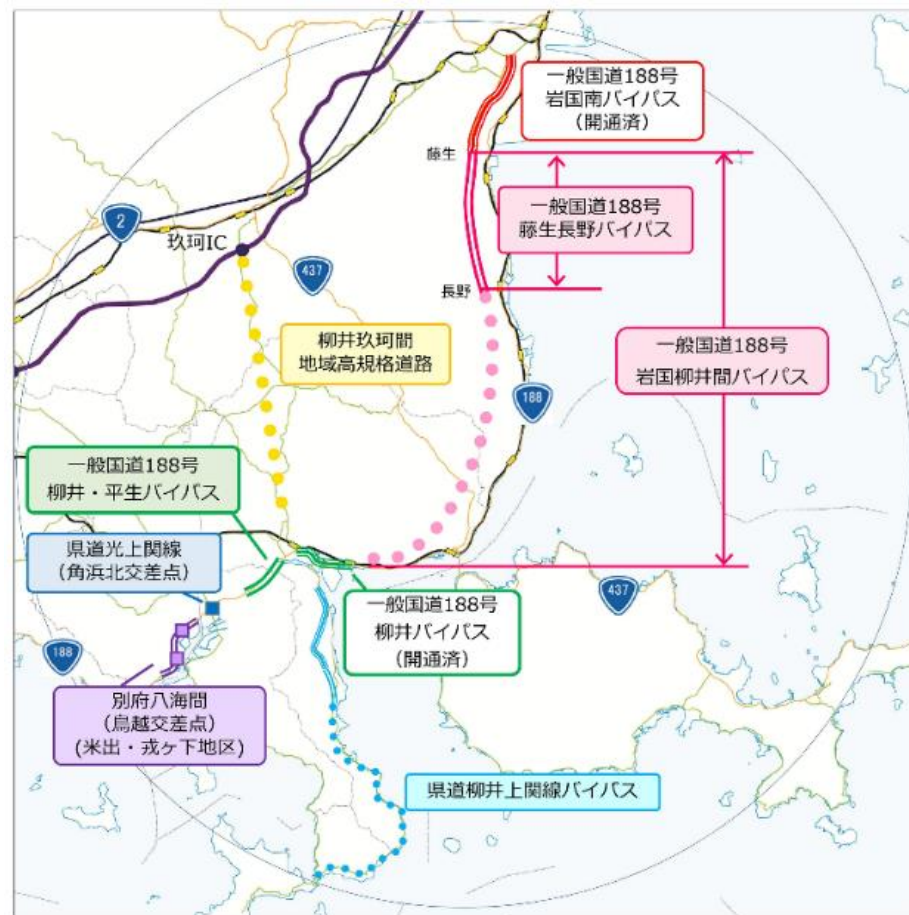 一般国道188号
岩国南バイパス
（開通済）
藤生
一般国道188号
藤生長野バイパス
2
玖珂IC
437
長野
柳井玖珂間
地域高規格道路
一般国道188号
岩国柳井間バイパス
188
一般国道188号
柳井・平生バイパス
県道光上関線
（角浜北交差点）
一般国道188号
柳井バイパス
（開通済）
437
188
別府八海間
（鳥越交差点）
(米出・戎ヶ下地区)
県道柳井上関線バイパス